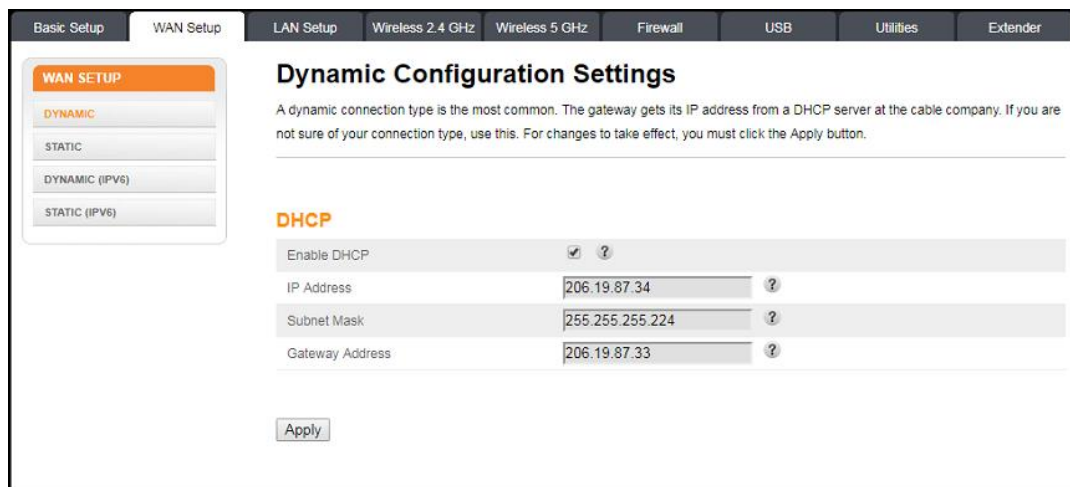 Basic Setup
WAN Setup
LAN Setup
Wireless 2.4 GHz
Wireless 5 GHz
Firewall
USB
Utilities
Extender
WAN SETUP
DYNAMIC
STATIC
DYNAMIC (IPV6)
STATIC (IPV6)
Dynamic Configuration Settings
A dynamic connection type is the most common. The gateway gets its IP address from a DHCP server at the cable company. If you are
not sure of your connection type, use this. For changes to take effect, you must click the Apply button.
DHCP
Enable DHCP ?
IP Address 206.19.87.34 ?
Subnet Mask 255.255.255.224 ?
Gateway Address 206.19.87.33 ?
Apply